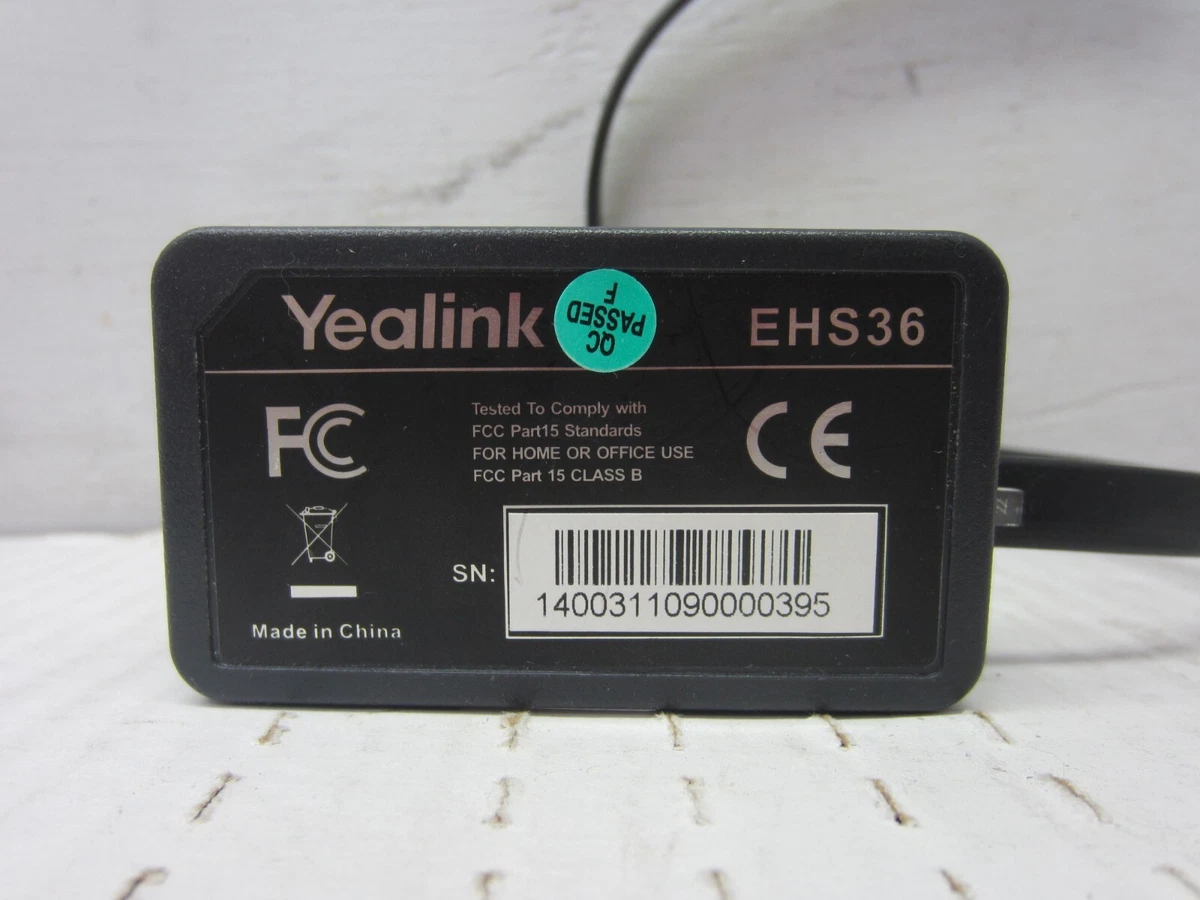 Yealink
QC
PASSED
F
EHS36
FC
Tested To Comply with
FCC Part15 Standards
FOR HOME OR OFFICE USE
FCC Part 15 CLASS B
CE
SN:
1400311090000395
Made in China